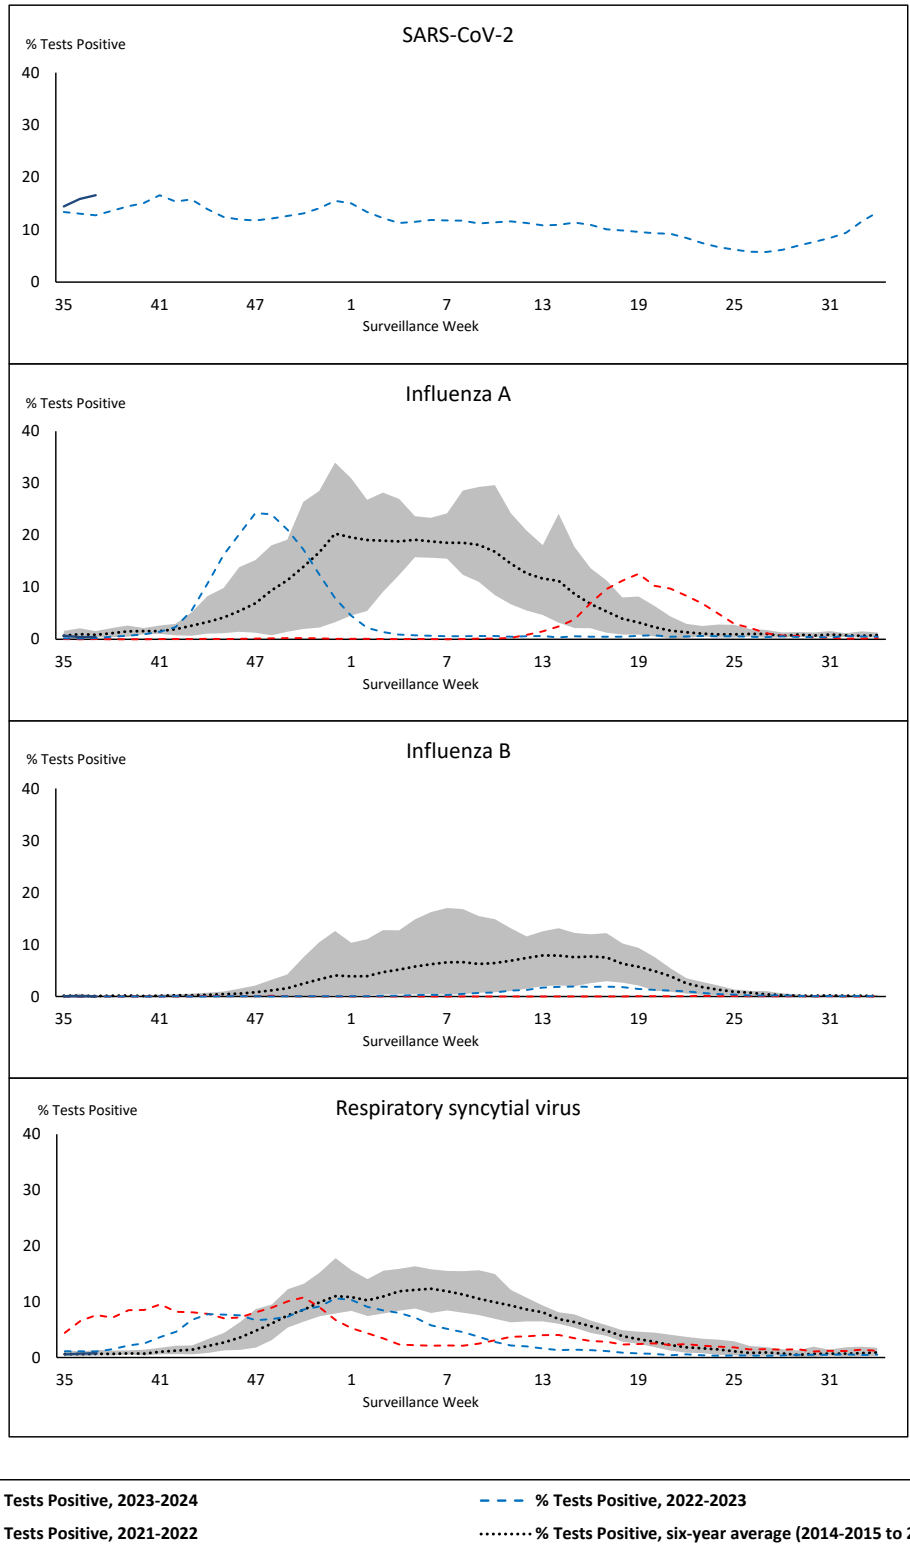 SARS-CoV-2
% Tests Positive
40
30
20
10
0
35 41 47 1 7 13 19 25 31
Surveillance Week
Influenza A
% Tests Positive
40
30
20
10
0
35 41 47 1 7 13 19 25 31
Surveillance Week
Influenza B
% Tests Positive
40
30
20
10
0
35 41 47 1 7 13 19 25 31
Surveillance Week
Respiratory syncytial virus
% Tests Positive
40
30
20
10
0
35 41 47 1 7 13 19 25 31
Surveillance Week
Tests Positive, 2023-2024 % Tests Positive, 2022-2023
Tests Positive, 2021-2022 % Tests Positive, six-year average (2014-2015 to 2